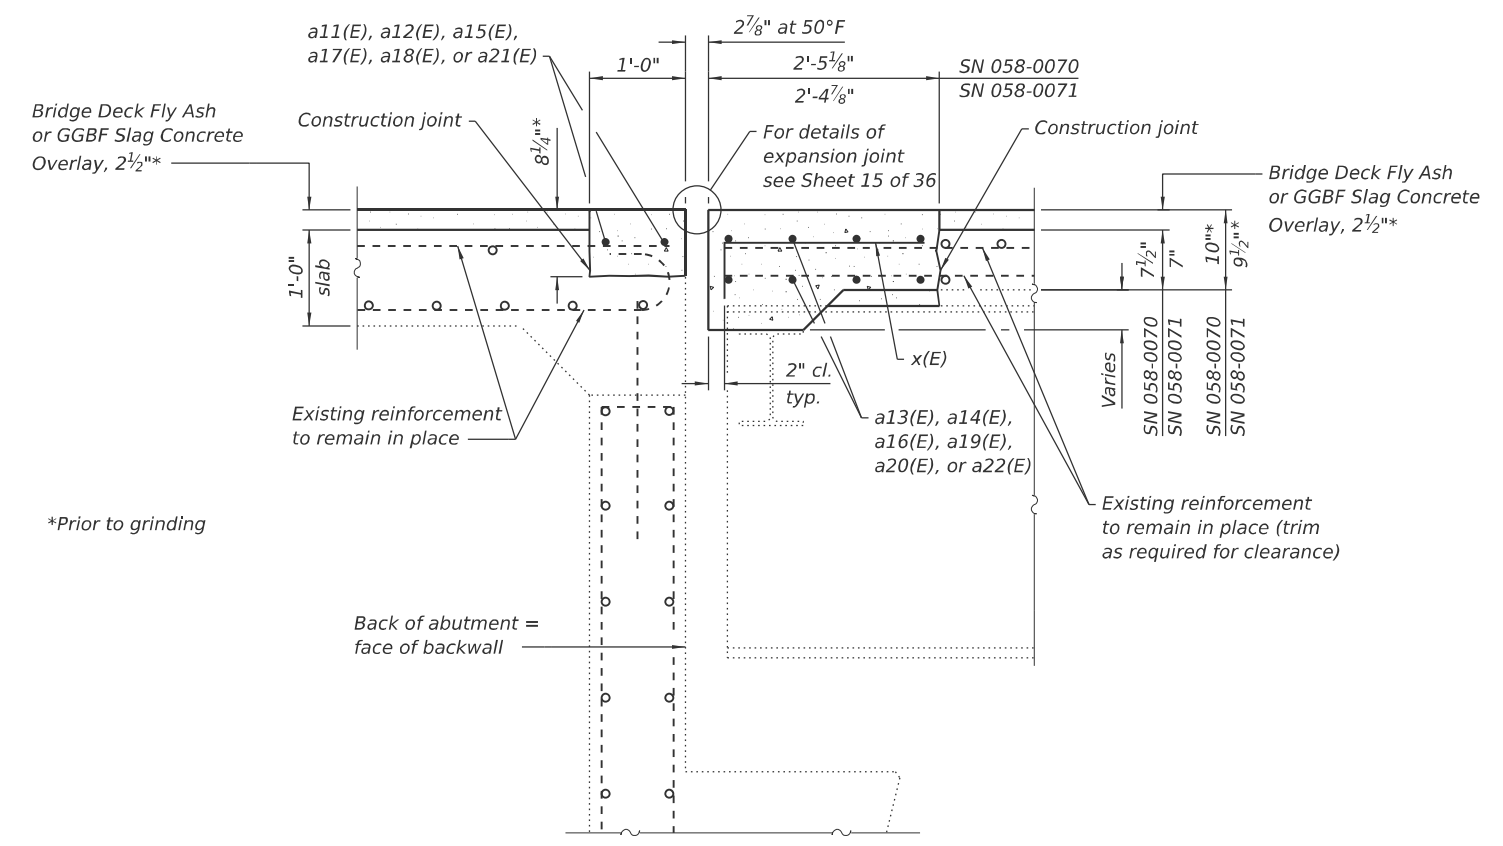 a11(E), a12(E), a15(E),
a17(E), a18(E), or a21(E)
2⅞" at 50°F
1'-0"
2'-5⅛"
2'-4⅞"
SN 058-0070
SN 058-0071
Bridge Deck Fly Ash
or GGBF Slag Concrete
Overlay, 2½"*
Construction joint
8¼"*
For details of
expansion joint
see Sheet 15 of 36
Construction joint
Bridge Deck Fly Ash
or GGBF Slag Concrete
Overlay, 2½"*
1'-0"
slab
7½"
7"
10"*
9½"*
SN 058-0070
SN 058-0071
SN 058-0070
SN 058-0071
Varies
x(E)
2" cl.
typ.
Existing reinforcement
to remain in place
a13(E), a14(E),
a16(E), a19(E),
a20(E), or a22(E)
Existing reinforcement
to remain in place (trim
as required for clearance)
*Prior to grinding
Back of abutment =
face of backwall